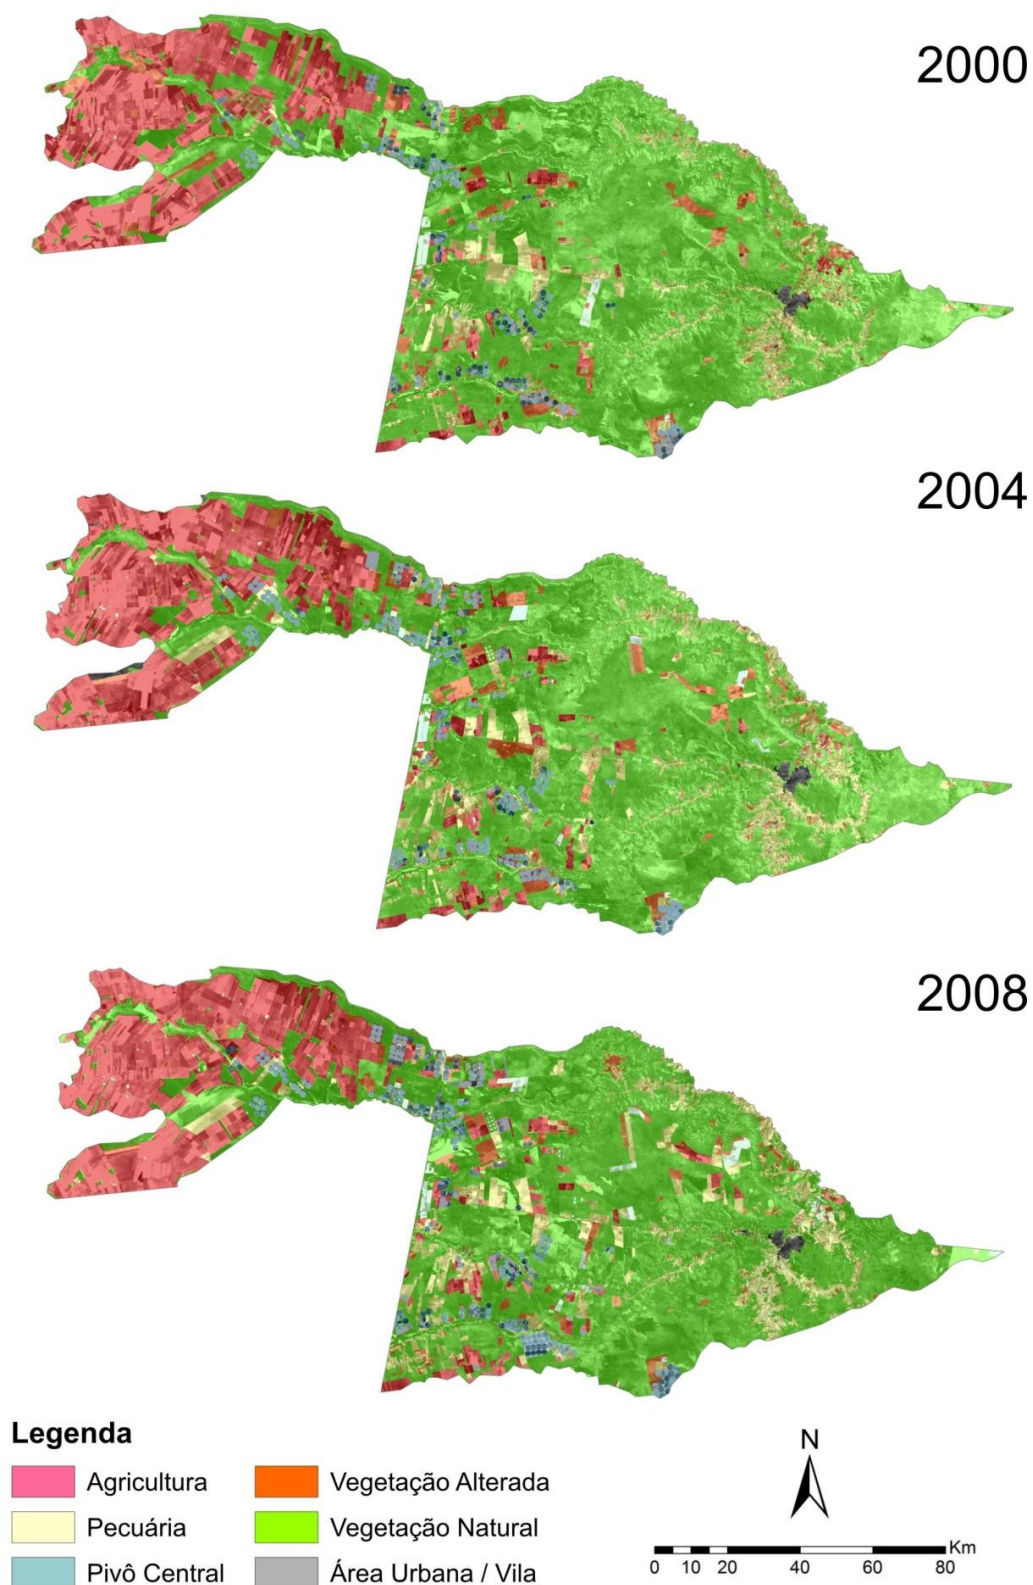 2000
2004
2008
Legenda
Agricultura
Vegetação Alterada
Pecuária
Vegetação Natural
Pivô Central
Área Urbana / Vila
N
Km
0 5 10 20 40 60 80